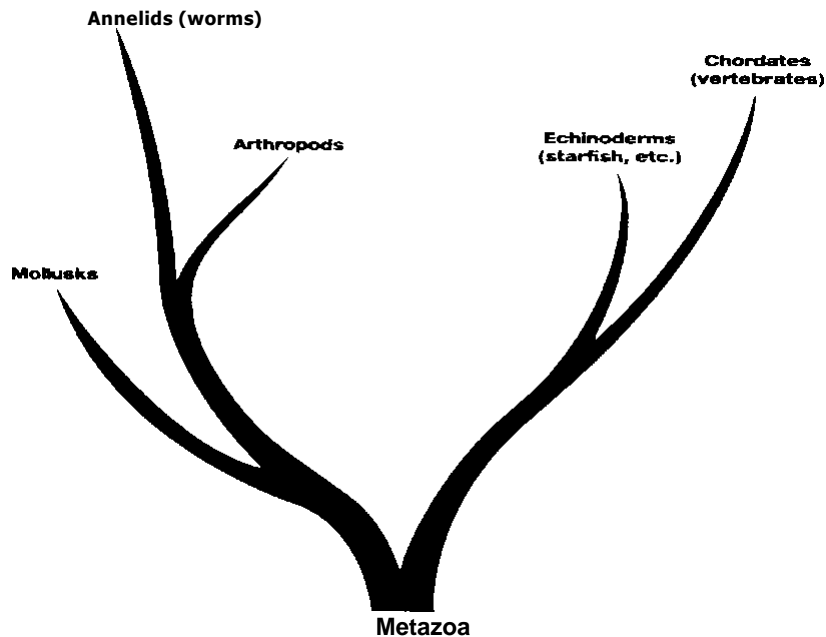 Annelids (worms)
Chordates
(vertebrates)
Arthropods
Echinoderms
(starfish, etc.)
Mollusks
Metazoa